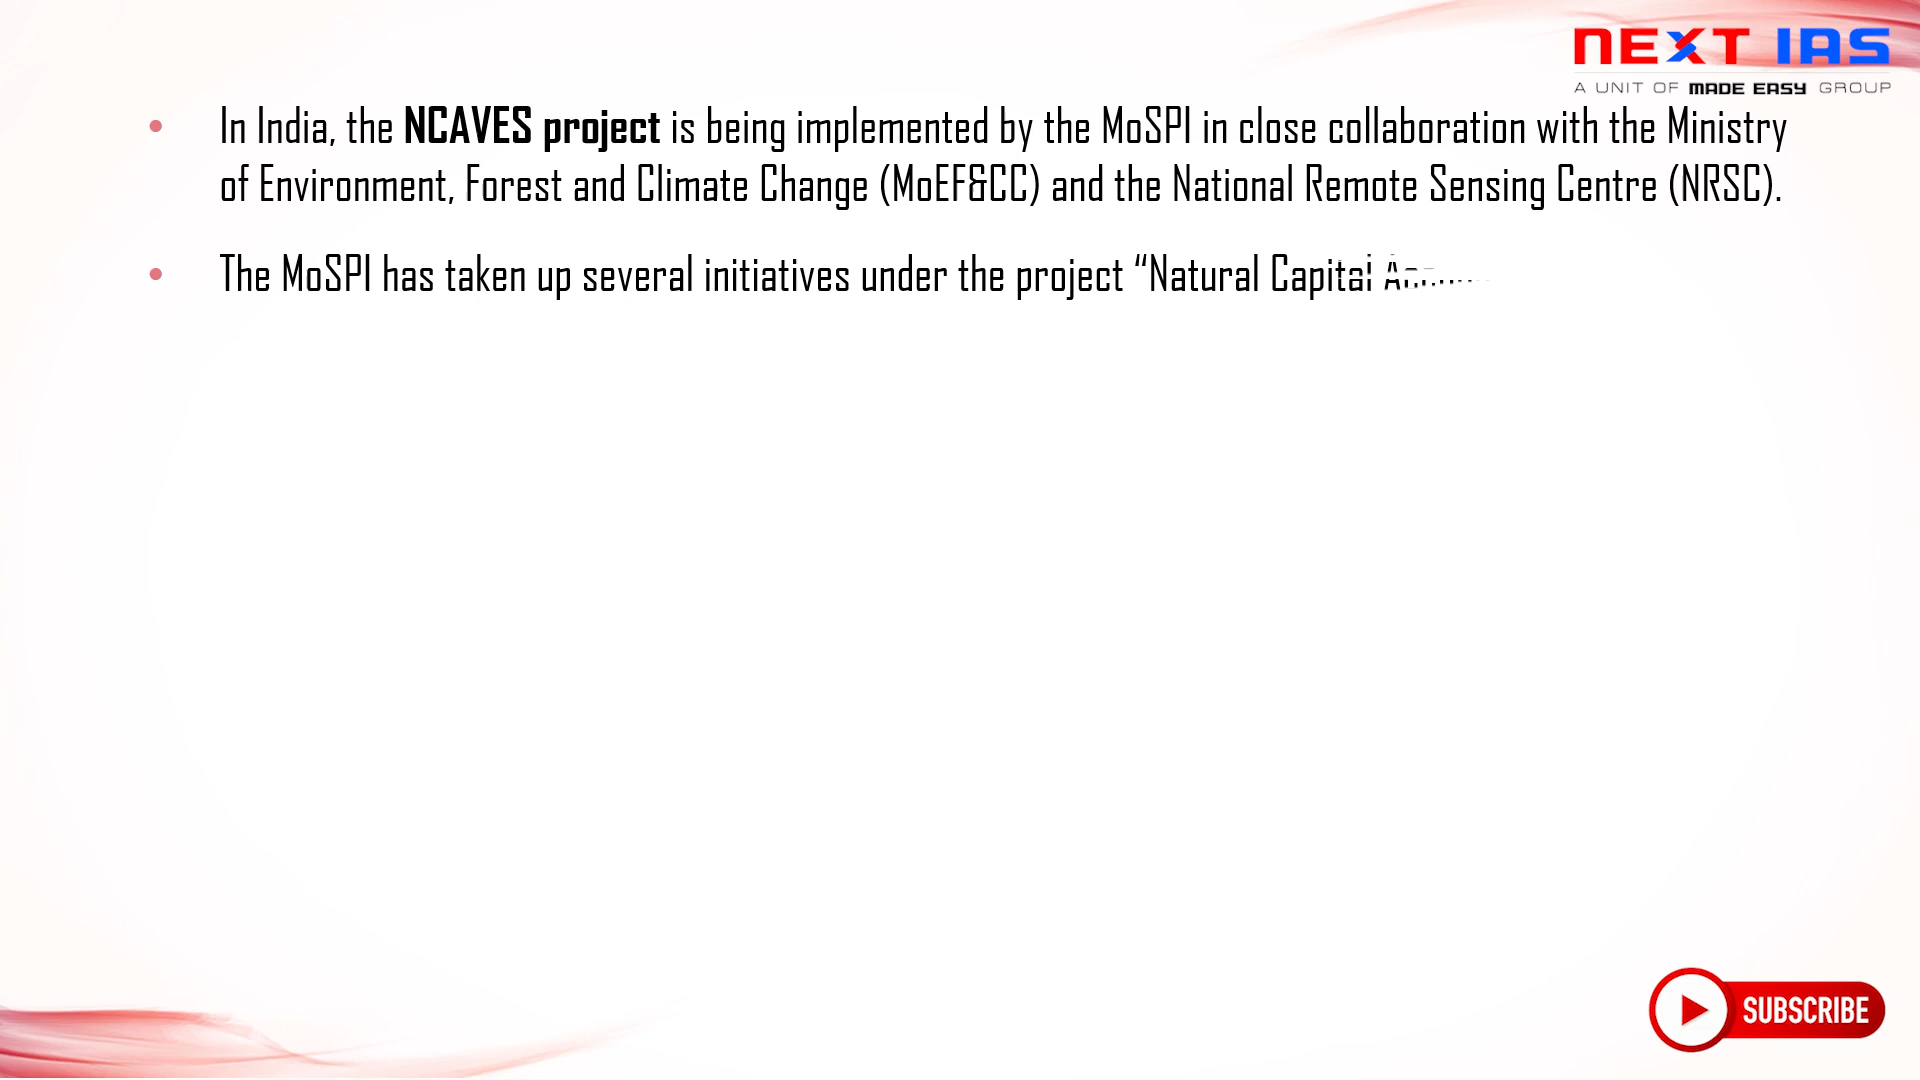 NEXT IAS
A UNIT OF MADE EASY GROUP
• In India, the NCAVES project is being implemented by the MoSPI in close collaboration with the Ministry
of Environment, Forest and Climate Change (MoEF&CC) and the National Remote Sensing Centre (NRSC).
• The MoSPI has taken up several initiatives under the project “Natural Capital
SUBSCRIBE